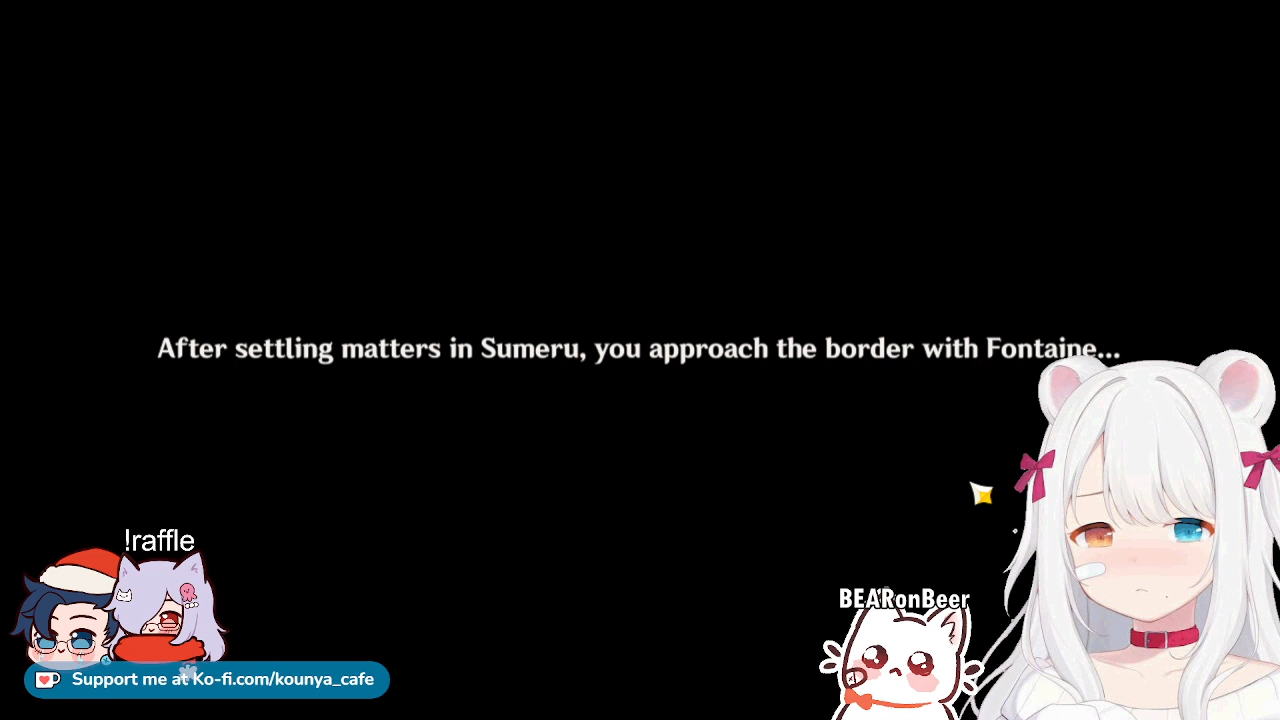 After settling matters in Sumeru, you approach the border with Fontaine...
!raffle
BEARonBeer
Support me at Ko-fi.com/kounya_cafe